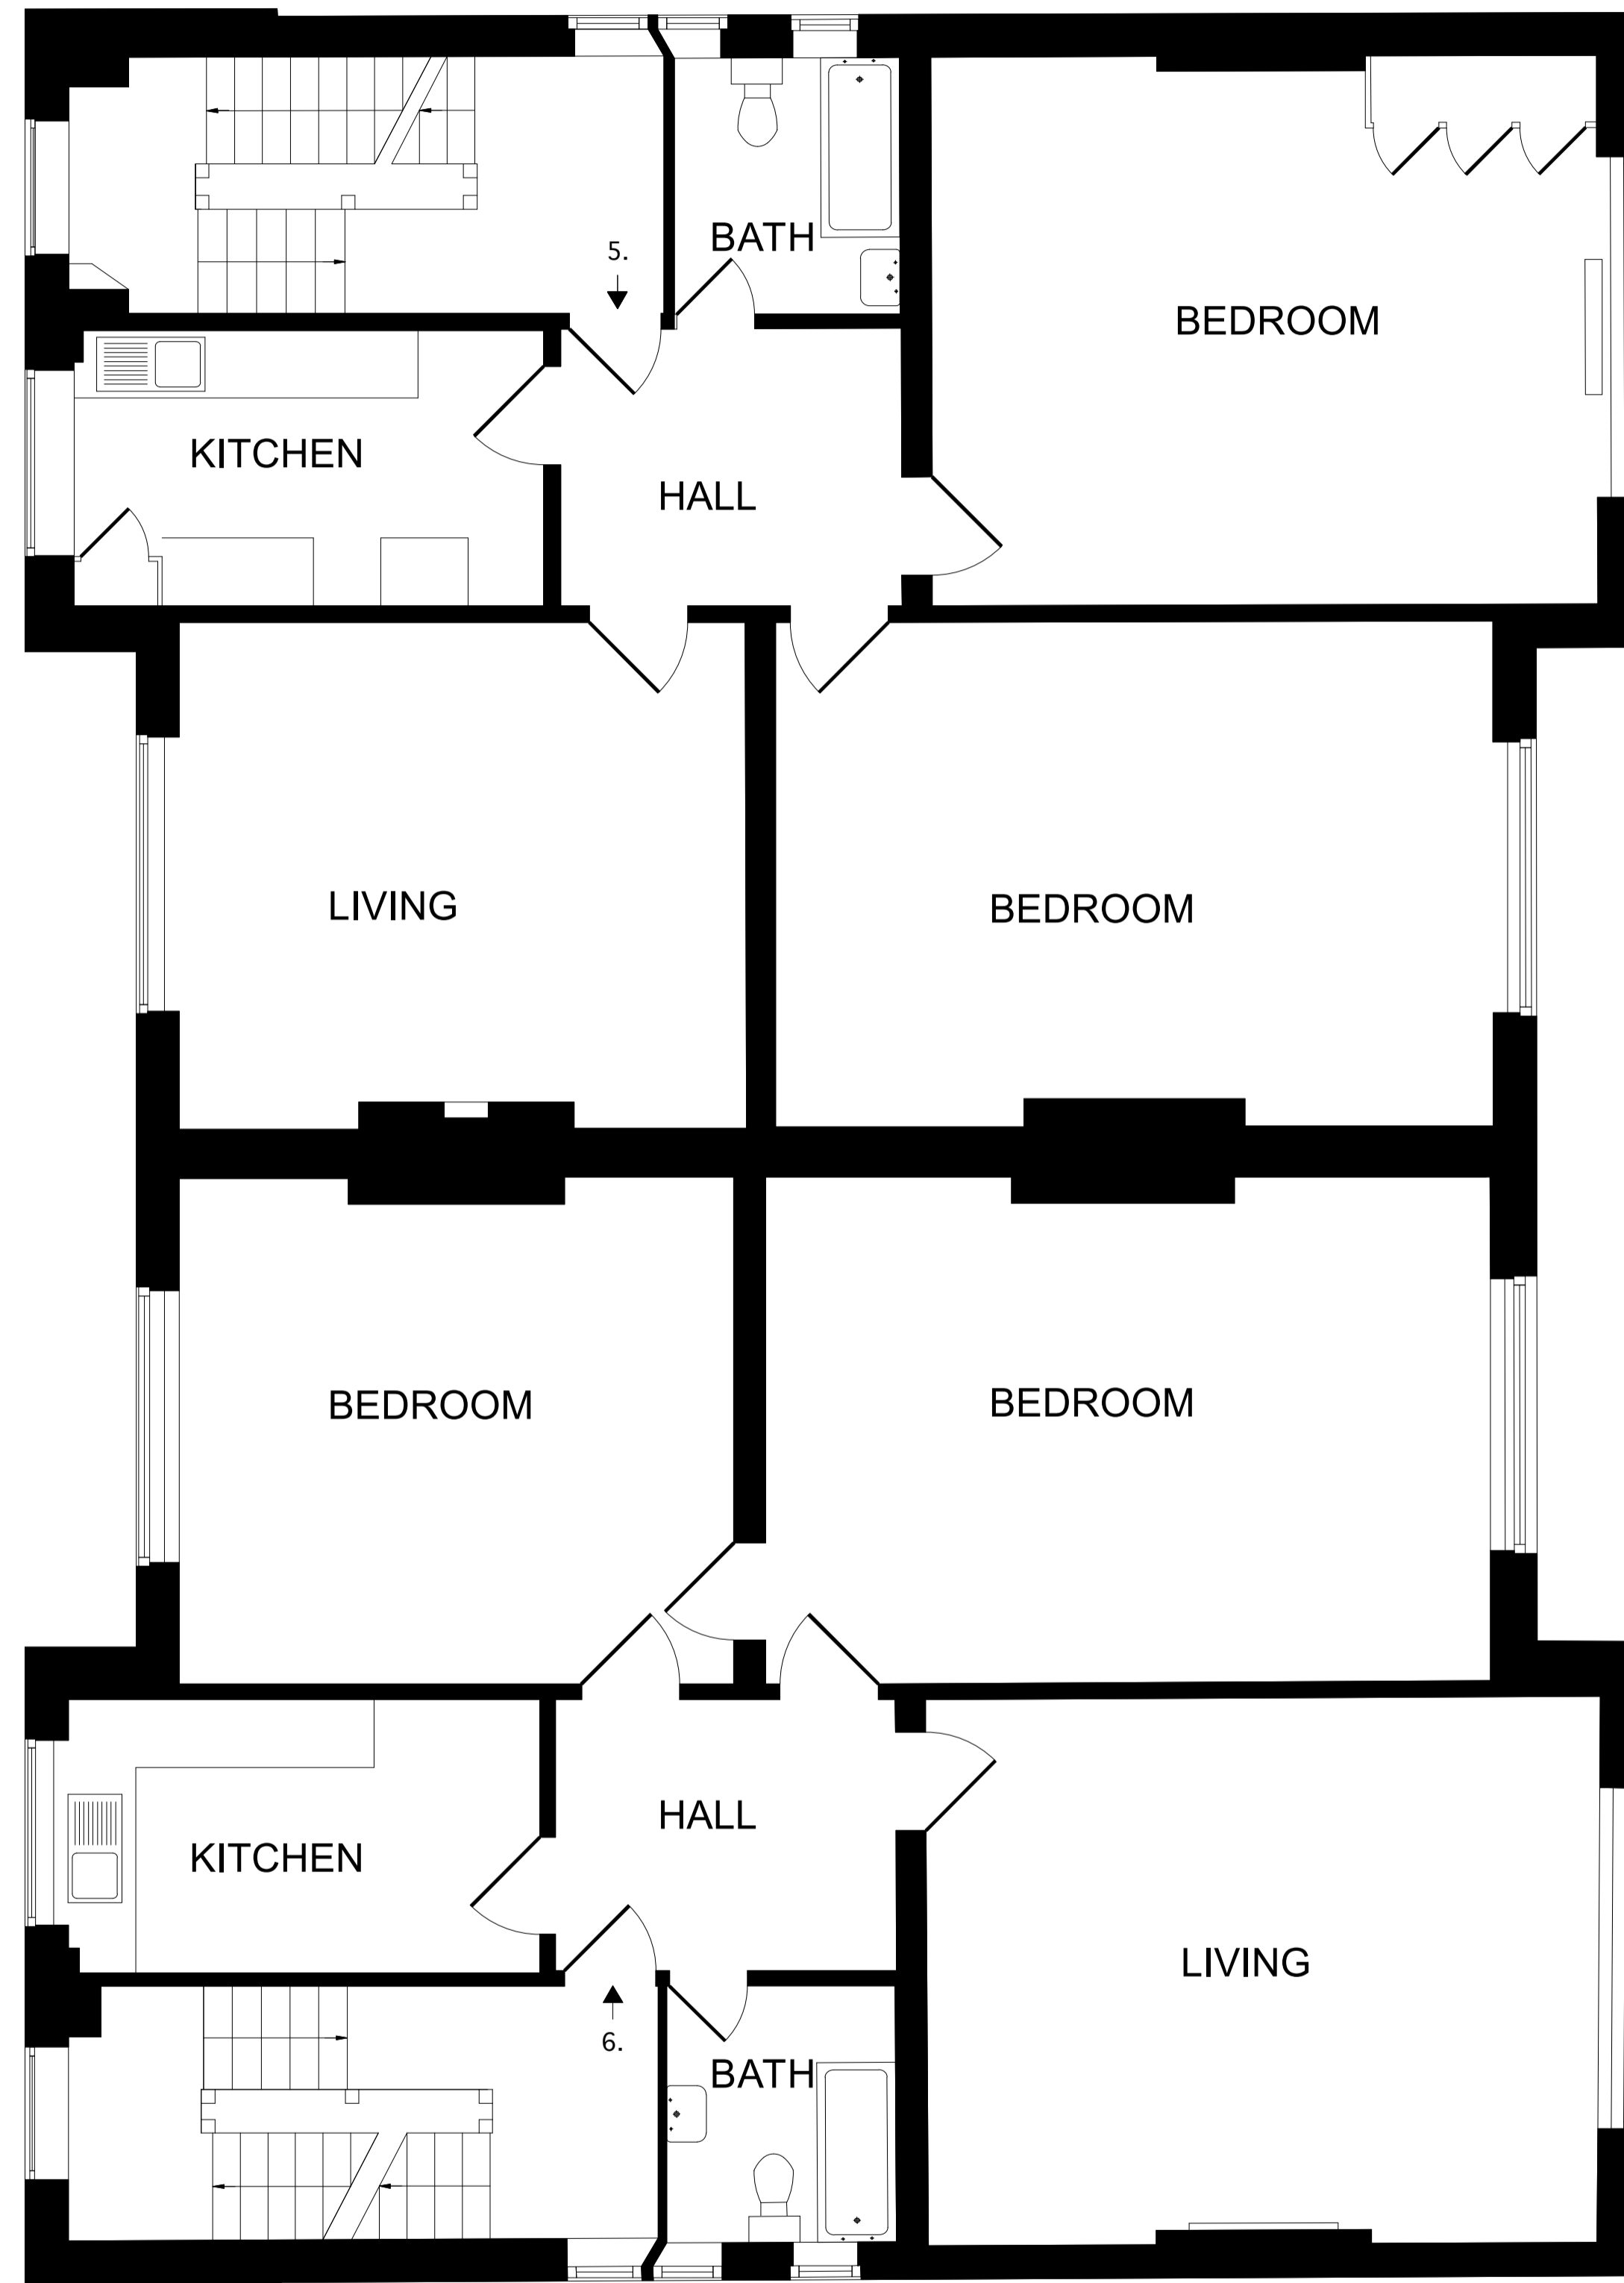 BATH
5.
BEDROOM
KITCHEN
HALL
LIVING
BEDROOM
BEDROOM
BEDROOM
HALL
KITCHEN
LIVING
6.
BATH